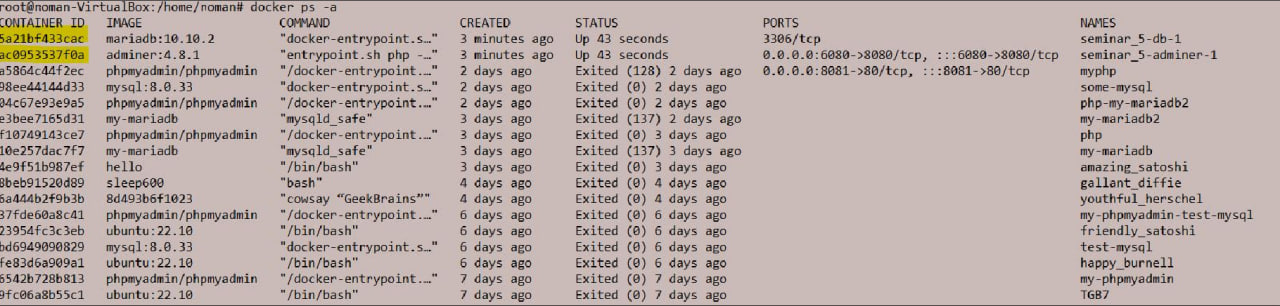 root@noman-VirtualBox:/home/noman# docker ps -a
CONTAINER ID IMAGE COMMAND CREATED STATUS PORTS NAMES
5a21bf433cac mariadb:10.10.2 "docker-entrypoint.s…" 3 minutes ago Up 43 seconds 3306/tcp seminar_5-db-1
ac0953537f0a adminer:4.8.1 "entrypoint.sh php -…" 3 minutes ago Up 43 seconds 0.0.0.0:6080->8080/tcp, :::6080->8080/tcp seminar_5-adminer-1
a5864c44f2ec phpmyadmin/phpmyadmin "/docker-entrypoint.…" 2 days ago Exited (128) 2 days ago 0.0.0.0:8081->80/tcp, :::8081->80/tcp myphp
98ee44144d33 mysql:8.0.33 "docker-entrypoint.s…" 2 days ago Exited (0) 2 days ago some-mysql
04c67e93e9a5 phpmyadmin/phpmyadmin "/docker-entrypoint.…" 2 days ago Exited (0) 2 days ago php-my-mariadb2
e3bee7165d31 my-mariadb "mysqld_safe" 2 days ago Exited (137) 2 days ago my-mariadb2
f10749143ce7 phpmyadmin/phpmyadmin "/docker-entrypoint.…" 3 days ago Exited (0) 3 days ago php
10e257dac7f7 my-mariadb "mysqld_safe" 3 days ago Exited (137) 3 days ago my-mariadb
4e9f51b987ef hello "/bin/bash" 3 days ago Exited (0) 3 days ago amazing_satoshi
8beb91520d89 sleep600 "bash" 4 days ago Exited (0) 4 days ago gallant_diffie
6a444b2f9b3b 8d493b6f1023 "cowsay “GeekBrains”" 4 days ago Exited (0) 4 days ago youthful_herschel
37fde60a8c41 phpmyadmin/phpmyadmin "/docker-entrypoint.…" 6 days ago Exited (0) 6 days ago my-phpmyadmin-test-mysql
23954fc3c3eb ubuntu:22.10 "/bin/bash" 6 days ago Exited (0) 6 days ago friendly_satoshi
bd6949090829 mysql:8.0.33 "docker-entrypoint.s…" 6 days ago Exited (0) 6 days ago test-mysql
fe83d6a909a1 ubuntu:22.10 "/bin/bash" 6 days ago Exited (0) 6 days ago happy_burnell
6542b728b813 phpmyadmin/phpmyadmin "/docker-entrypoint.…" 7 days ago Exited (0) 7 days ago my-phpmyadmin
9fc06a8b55c1 ubuntu:22.10 "/bin/bash" 7 days ago Exited (0) 7 days ago TGB7